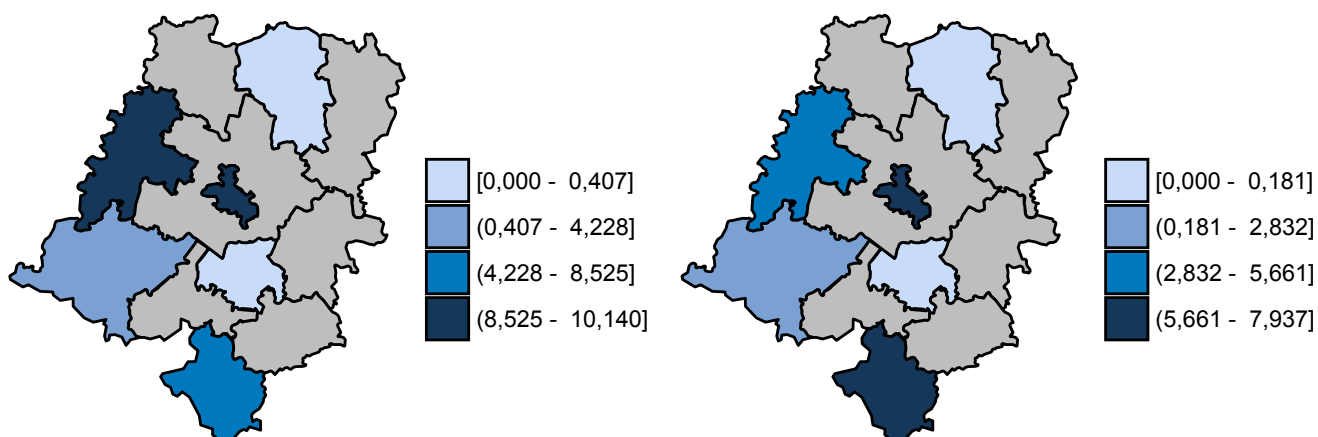 [0,000 - 0,407]
(0,407 - 4,228]
(4,228 - 8,525]
(8,525 - 10,140]
[0,000 - 0,181]
(0,181 - 2,832]
(2,832 - 5,661]
(5,661 - 7,937]